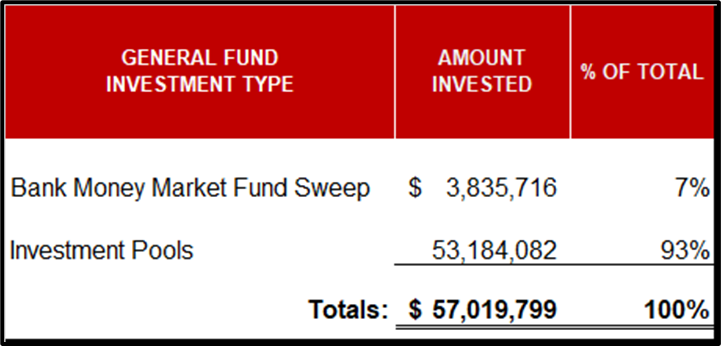 GENERAL FUND
INVESTMENT TYPE
AMOUNT
INVESTED
% OF TOTAL
Bank Money Market Fund Sweep $ 3,835,716 7%
Investment Pools 53,184,082 93%
Totals: $ 57,019,799 100%